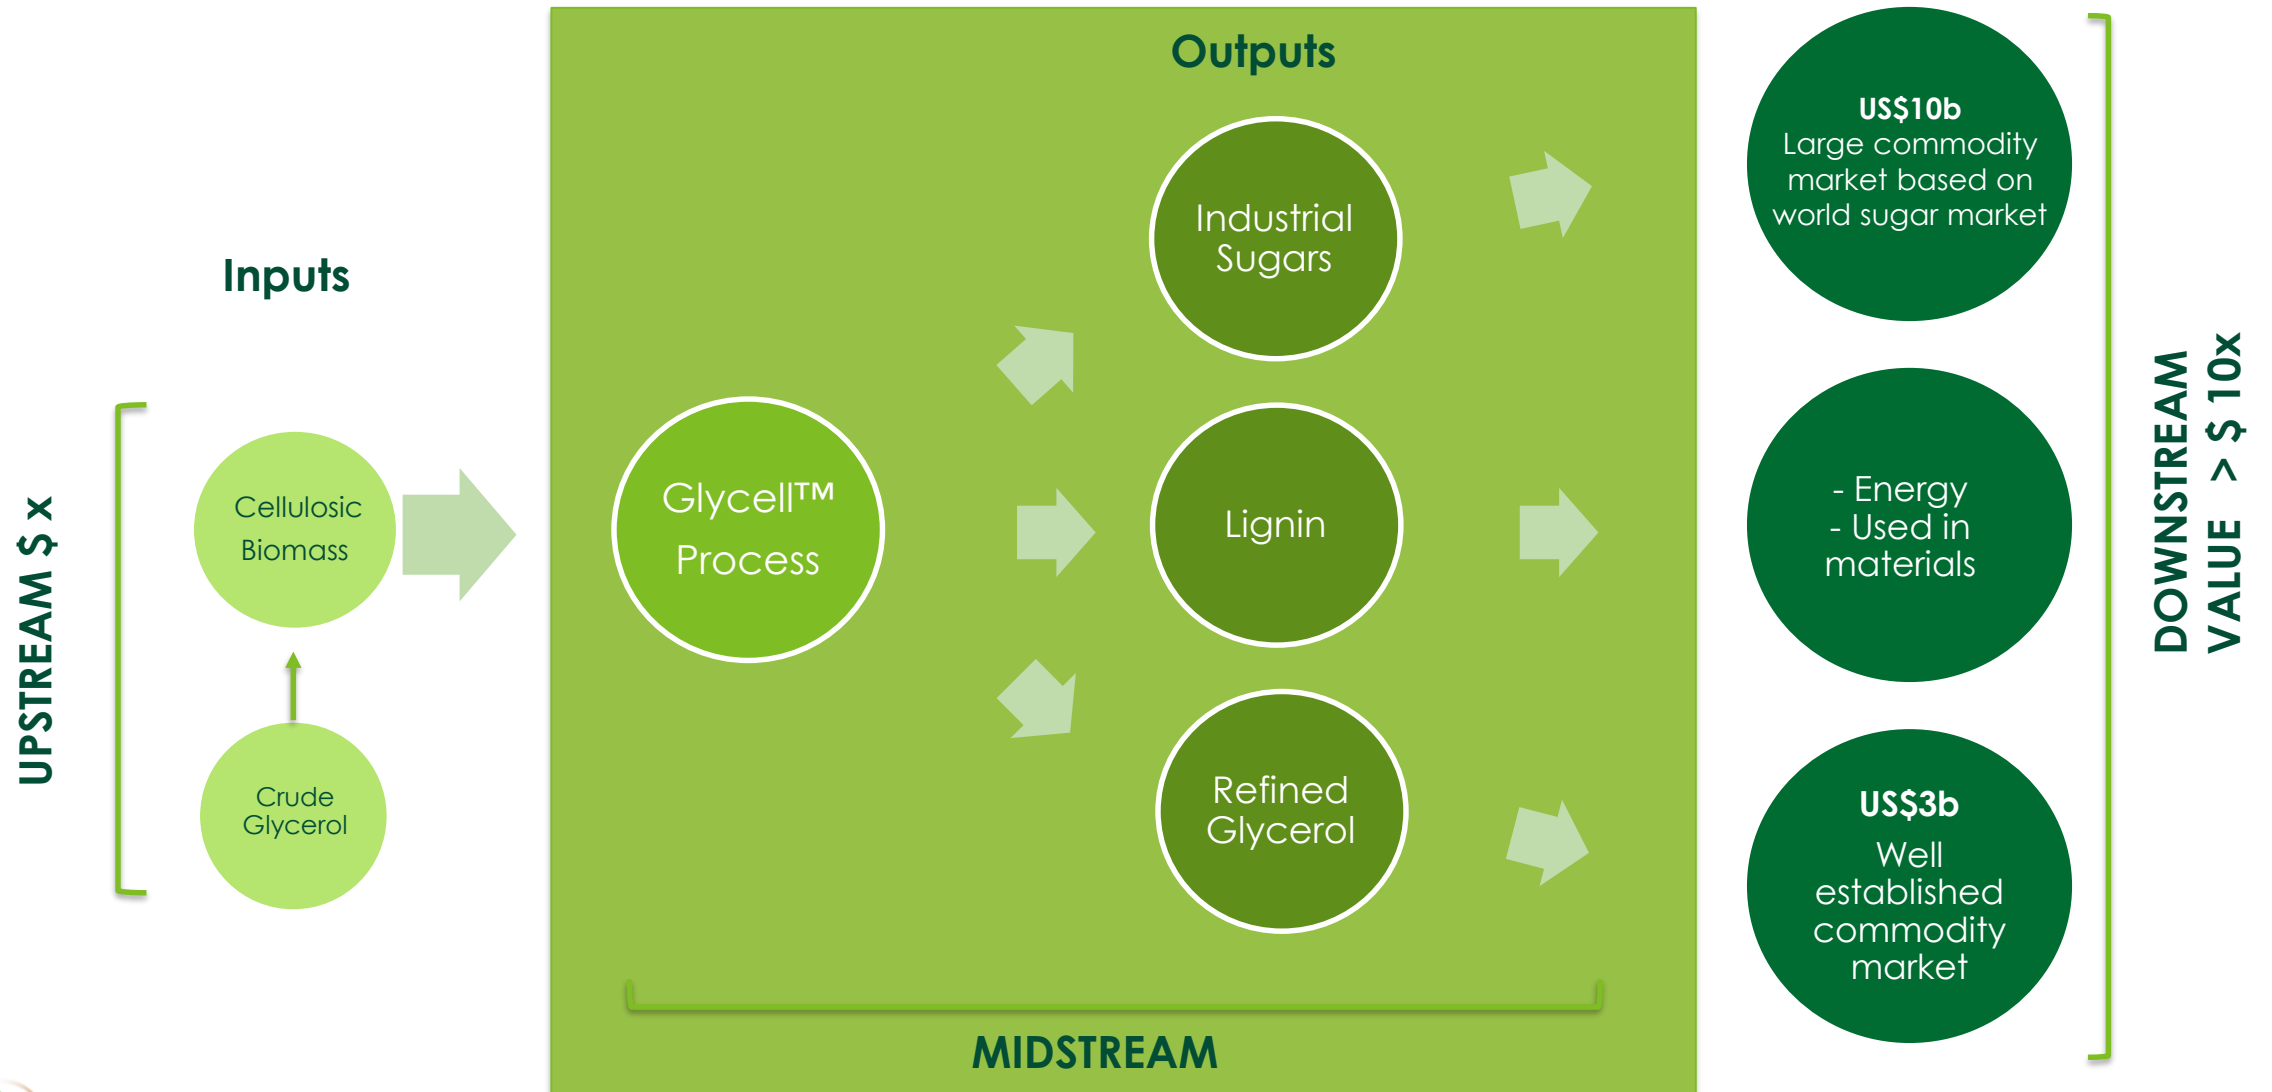 Inputs
UPSTREAM $ x
Cellulosic
Biomass
Crude
Glycerol
Outputs
Glycell™
Process
Industrial
Sugars
Lignin
Refined
Glycerol
MIDSTREAM
US$10b
Large commodity
market based on
world sugar market
- Energy
- Used in
materials
US$3b
Well
established
commodity
market
DOWNSTREAM
VALUE > $ 10x